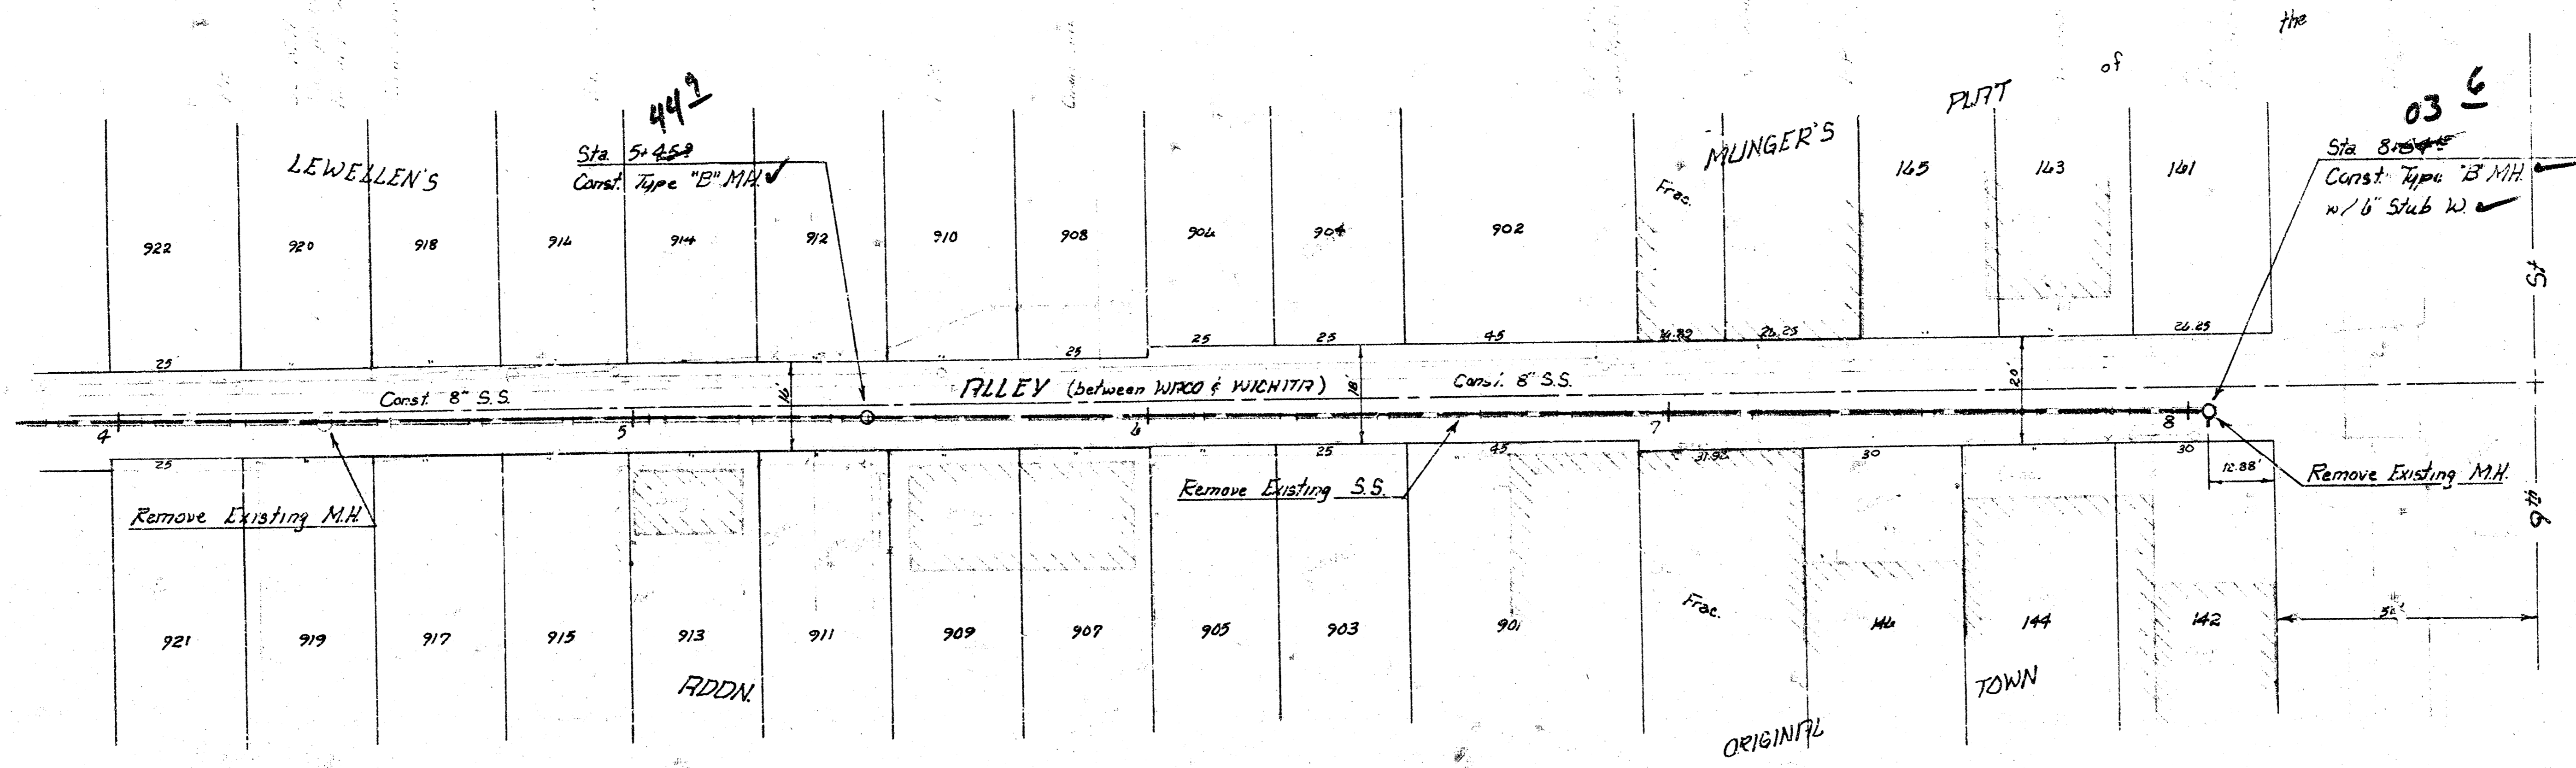 the
of
PLAT
MUNGER'S
LEWELLEN'S
44 9
Sta. 5+
Const. Type "B" M.H. ✓
03 6
Sta 8+
Const. Type "B" M.H. ✓
w/ 6" Stub W. ✓
Frac.
165 163 161
922 920 918 916 914 912 910 908 906 904 902
25 " " " " 25 25 25 45 26.25 " 26.25
St
Const. 8" S.S.
16'
ALLEY (between WACO & WICHITA)
18'
Const. 8" S.S.
20'
4 5 6 7 8
25 " " " " " " " 25 45 31.92 30 " 30
12.88'
Remove Existing M.H.
Remove Existing S.S.
Remove Existing M.H.
9th
921 919 917 915 913 911 909 907 905 903 901
Frac.
146 144 142
ADDN.
TOWN
ORIGINAL